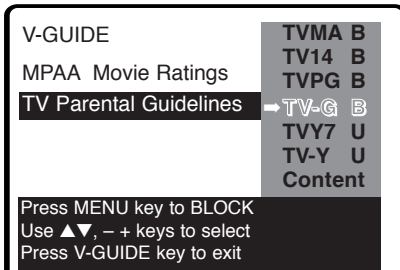 V-GUIDE
MPAA Movie Ratings
TV Parental Guidelines
TVMA B
TV14 B
TVPG B
➡TV-G B
TVY7 U
TV-Y U
Content
Press MENU key to BLOCK
Use ▲▼, – + keys to select
Press V-GUIDE key to exit